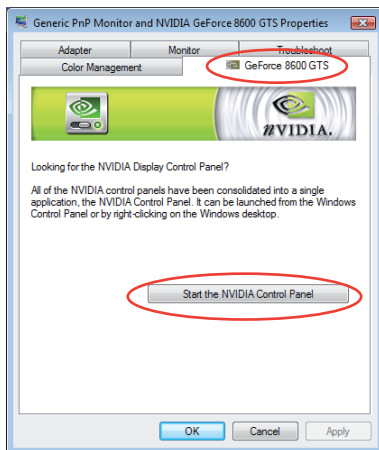 Generic PnP Monitor and NVIDIA GeForce 8600 GTS Properties
Adapter Monitor Troubleshoot
Color Management GeForce 8600 GTS
NVIDIA.
Looking for the NVIDIA Display Control Panel?
All of the NVIDIA control panels have been consolidated into a single
application, the NVIDIA Control Panel. It can be launched from the Windows
Control Panel or by right-clicking on the Windows desktop.
Start the NVIDIA Control Panel
OK Cancel Apply